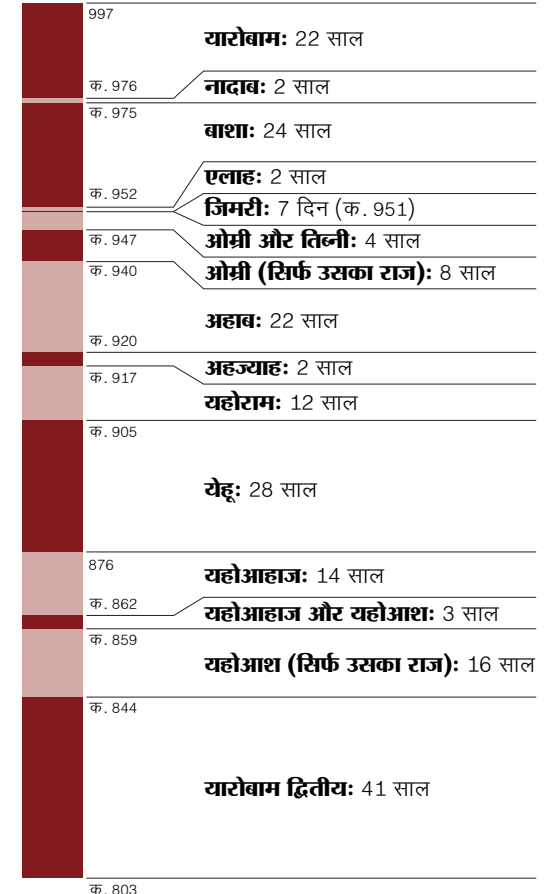 997
यारोबाम: 22 साल
क. 976
नादाब: 2 साल
क. 975
बाशा: 24 साल
एलाह: 2 साल
क. 952
जिमरी: 7 दिन (क. 951)
क. 947
ओम्री और तिब्नी: 4 साल
क. 940
ओम्री (सिर्फ उसका राज): 8 साल
अहाब: 22 साल
क. 920
अहज्याह: 2 साल
क. 917
यहोराम: 12 साल
क. 905
येहू: 28 साल
876
यहोआहाज: 14 साल
क. 862
यहोआहाज और यहोआश: 3 साल
क. 859
यहोआश (सिर्फ उसका राज): 16 साल
क. 844
यारोबाम द्वितीय: 41 साल
क. 803